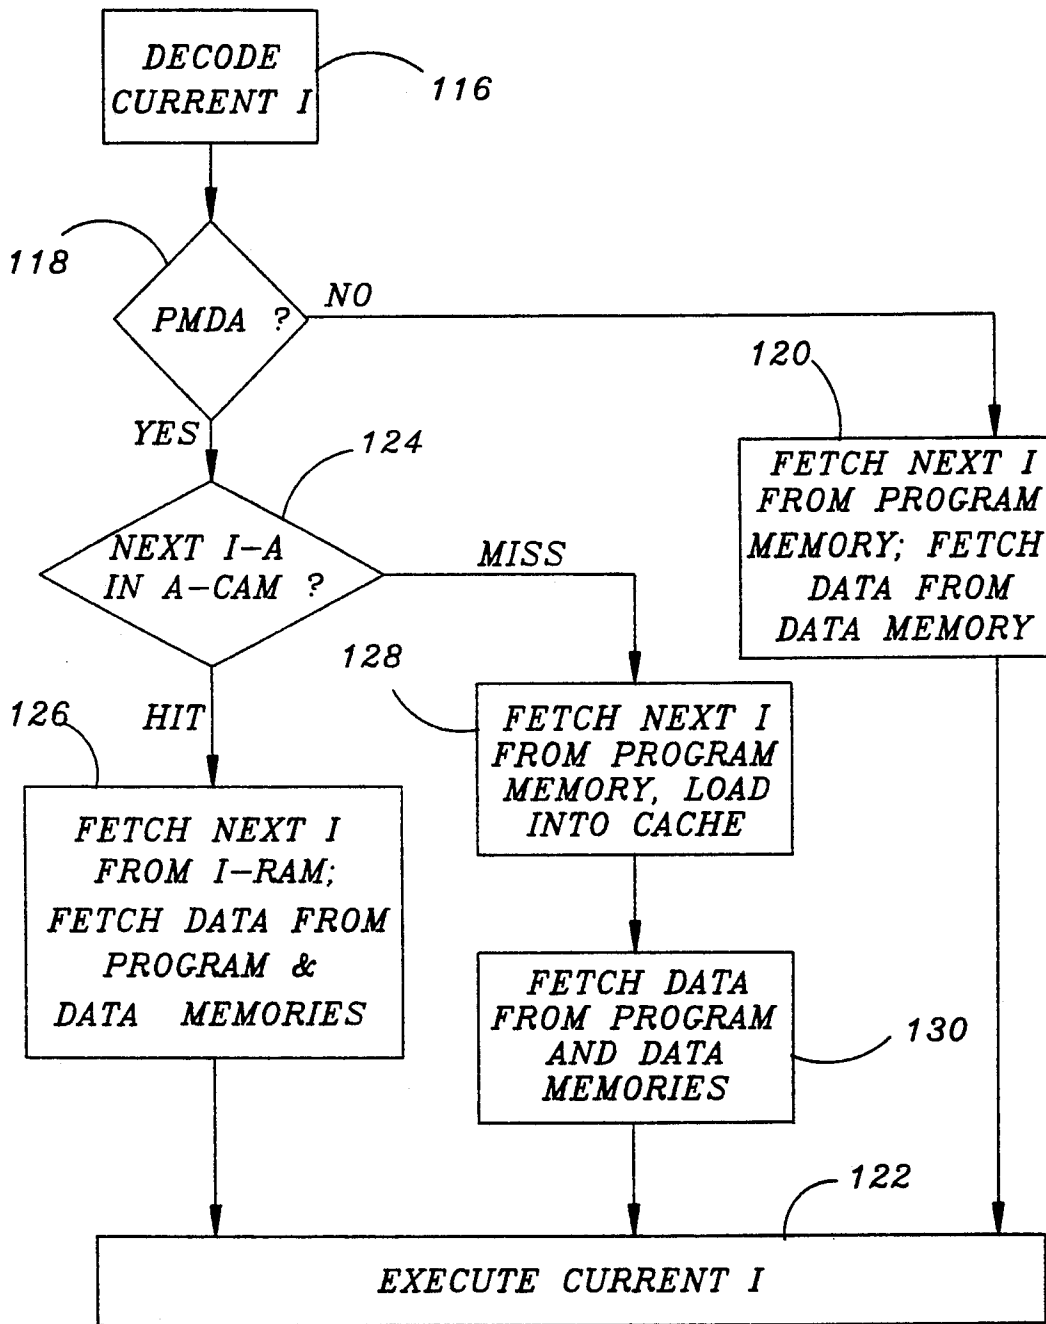 DECODE
CURRENT I
116
118
PMDA ?
NO
YES
120
FETCH NEXT I
FROM PROGRAM
MEMORY; FETCH
DATA FROM
DATA MEMORY
124
NEXT I-A
IN A-CAM ?
MISS
HIT
128
FETCH NEXT I
FROM PROGRAM
MEMORY, LOAD
INTO CACHE
126
FETCH NEXT I
FROM I-RAM;
FETCH DATA FROM
PROGRAM &
DATA MEMORIES
FETCH DATA
FROM PROGRAM
AND DATA
MEMORIES
130
122
EXECUTE CURRENT I